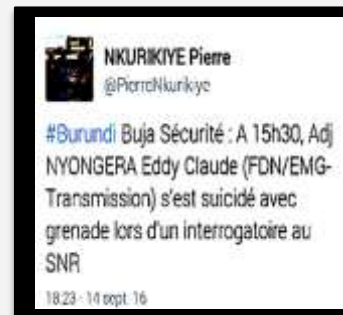 NKURIKIYE Pierre
@PierreNkurikiye
#Burundi Buja Sécurité : A 15h30, Adj
NYONGERA Eddy Claude (FDN/EMG-
Transmission) s'est suicidé avec
grenade lors d'un interrogatoire au
SNR
18:23 - 14 sept. 16